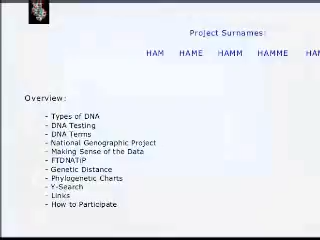 Project Surnames:
HAM HAME HAMM HAMME
Overview:
- Types of DNA
- DNA Testing
- DNA Terms
- National Genographic Project
- Making Sense of the Data
- FTDNATiP
- Genetic Distance
- Phylogenetic Charts
- Y-Search
- Links
- How to Participate